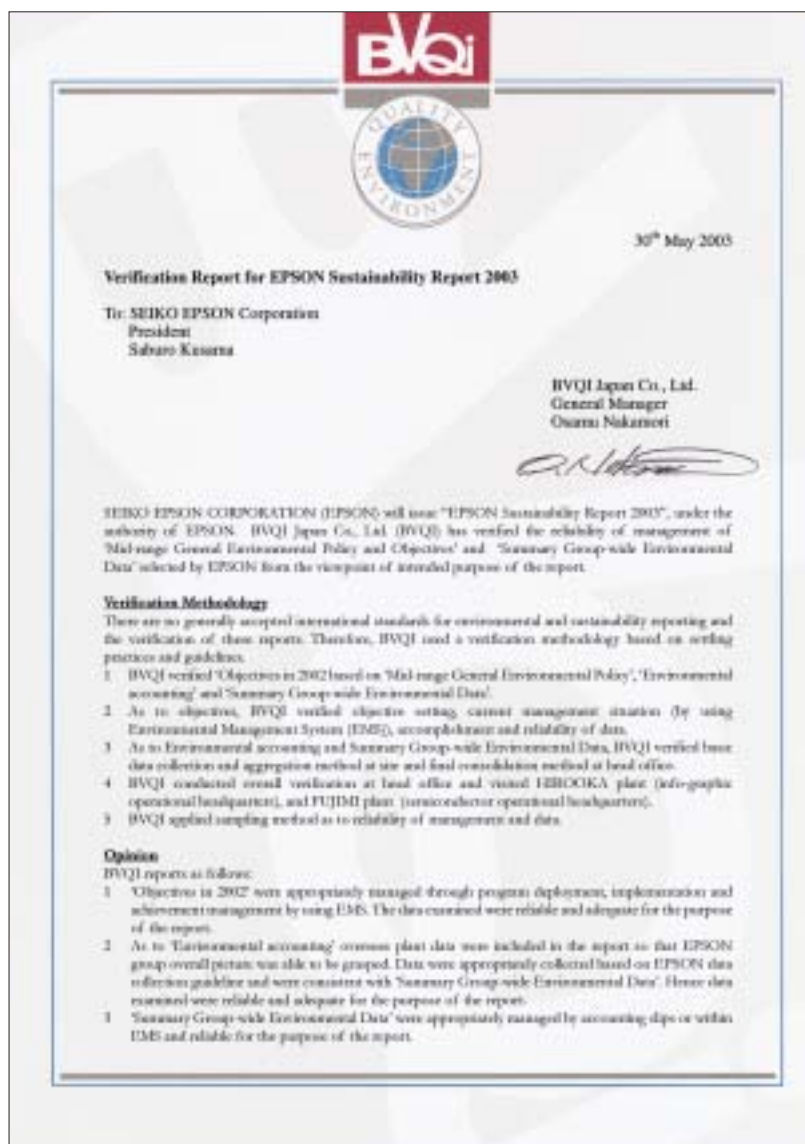 BVQi
QUALITY
ENVIRONMENT
30th May 2003
Verification Report for EPSON Sustainability Report 2003
To: SEIKO EPSON Corporation
President
Saburo Kusama
BVQI Japan Co., Ltd.
General Manager
Osamu Nakamori
SEIKO EPSON CORPORATION (EPSON) will issue "EPSON Sustainability Report 2003", under the
authority of EPSON. BVQI Japan Co., Ltd. (BVQI) has verified the reliability of management of
'Mid-range General Environmental Policy and Objectives' and 'Summary Group-wide Environmental
Data' selected by EPSON from the viewpoint of intended purpose of the report.
Verification Methodology
There are no generally accepted international standards for environmental and sustainability reporting and
the verification of these reports. Therefore, BVQI used a verification methodology based on
practices and guidelines.
1 BVQI verified 'Objectives in 2002 based on 'Mid-range General Environmental Policy', 'Environmental
accounting' and 'Summary Group-wide Environmental Data'.
2 As to objectives, BVQI verified objective setting, current management situation (by using
Environmental Management System (EMS)), accomplishment and reliability of data.
3 As to Environmental accounting and Summary Group-wide Environmental Data, BVQI verified base
data collection and aggregation method at site and final consolidation method at head office.
4 BVQI conducted overall verification at head office and visited HIROOKA plant (info-graphic
operational headquarters), and FUJIMI plant (semiconductor operational headquarters).
5 BVQI applied sampling method as to reliability of management and data.
Opinion
BVQI reports as follows:
1 'Objectives in 2002' were appropriately managed through program deployment, implementation and
achievement management by using EMS. The data examined were reliable and adequate for the purpose
of the report.
2 As to 'Environmental accounting' overseas plant data were included in the report so that EPSON
group overall picture was able to be grasped. Data were appropriately collected based on EPSON data
collection guideline and were consistent with 'Summary Group-wide Environmental Data'. Hence data
examined were reliable and adequate for the purpose of the report.
3 'Summary Group-wide Environmental Data' were appropriately managed by accounting slips or within
EMS and reliable for the purpose of the report.